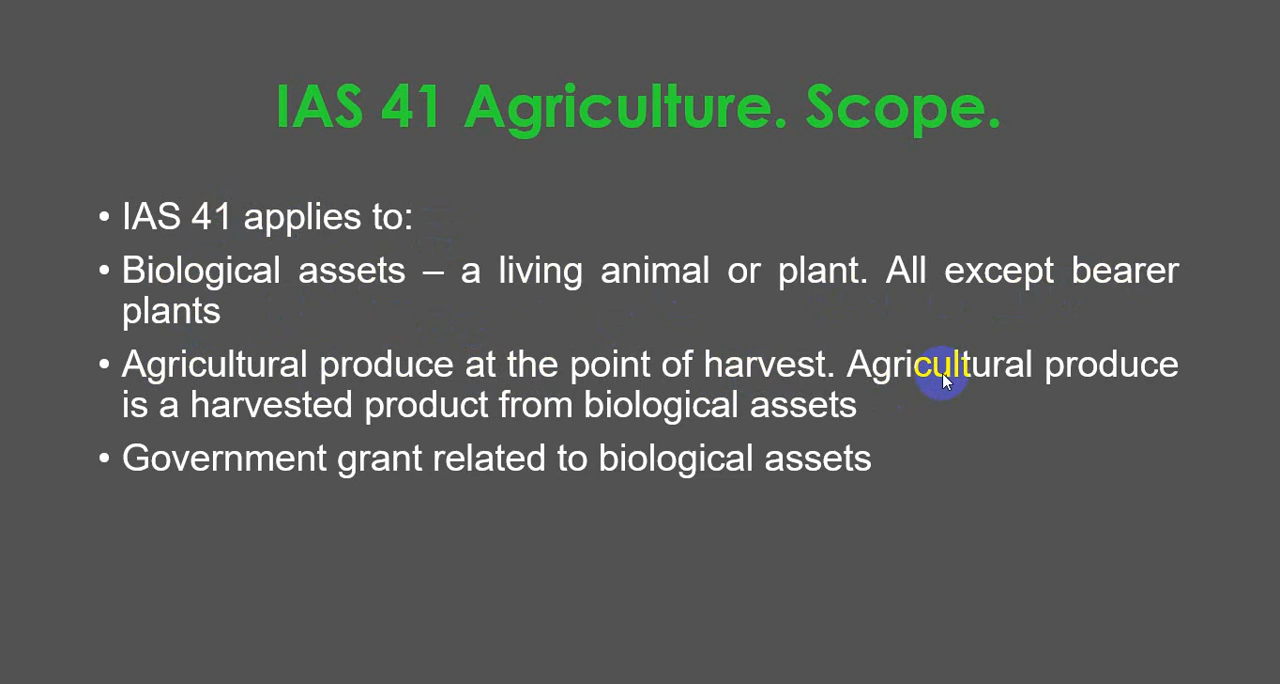 IAS 41 Agriculture. Scope.
• IAS 41 applies to:
• Biological assets – a living animal or plant. All except bearer
plants
• Agricultural produce at the point of harvest. Agricultural produce
is a harvested product from biological assets
• Government grant related to biological assets